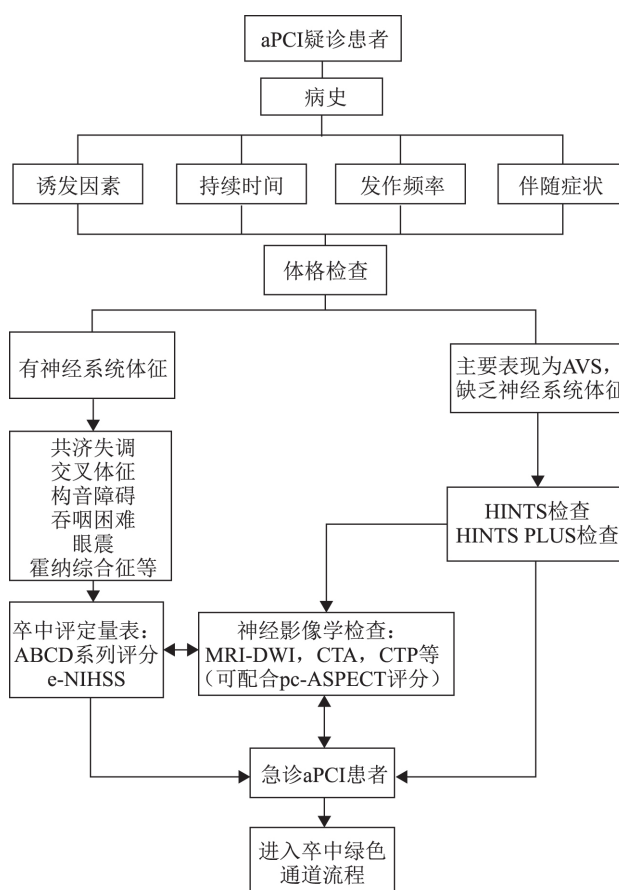 aPCI疑诊患者
病史
诱发因素
持续时间
发作频率
伴随症状
体格检查
有神经系统体征
主要表现为AVS，
缺乏神经系统体征
共济失调
交叉体征
构音障碍
吞咽困难
眼震
霍纳综合征等
HINTS检查
HINTS PLUS检查
卒中评定量表：
ABCD系列评分
e-NIHSS
神经影像学检查：
MRI-DWI，CTA，CTP等
（可配合pc-ASPECT评分）
急诊aPCI患者
进入卒中绿色
通道流程